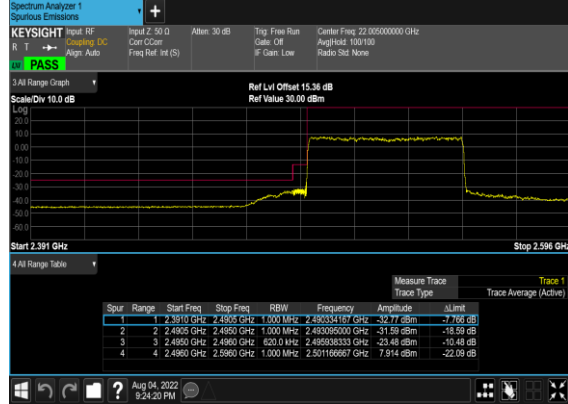 Spectrum Analyzer 1
Spurious Emissions
+
KEYSIGHT Input: RF Input Z: 50 Ω Atten: 30 dB Trig: Free Run Center Freq: 22.005000000 GHz
R T Coupling: DC Corr CCorr Gate: Off Avg|Hold: 100/100
Align: Auto Freq Ref: Int (S) IF Gain: Low Radio Std: None
PASS
3 All Range Graph
Ref Lvl Offset 15.36 dB
Scale/Div 10.0 dB Ref Value 30.00 dBm
Log
20.0
10.0
0.00
-10.0
-20.0
-30.0
-40.0
-50.0
-60.0
Start 2.391 GHz Stop 2.596 GHz
4 All Range Table
Measure Trace Trace 1
Trace Type Trace Average (Active)
Spur Range Start Freq Stop Freq RBW Frequency Amplitude ΔLimit
1 1 2.3910 GHz 2.4905 GHz 1.000 MHz 2.490334167 GHz -32.77 dBm -7.766 dB
2 2 2.4905 GHz 2.4950 GHz 1.000 MHz 2.493095000 GHz -31.59 dBm -18.59 dB
3 3 2.4950 GHz 2.4960 GHz 620.0 kHz 2.495938333 GHz -23.48 dBm -10.48 dB
4 4 2.4960 GHz 2.5960 GHz 1.000 MHz 2.501166667 GHz 7.914 dBm -22.09 dB
? Aug 04, 2022
9:24:20 PM